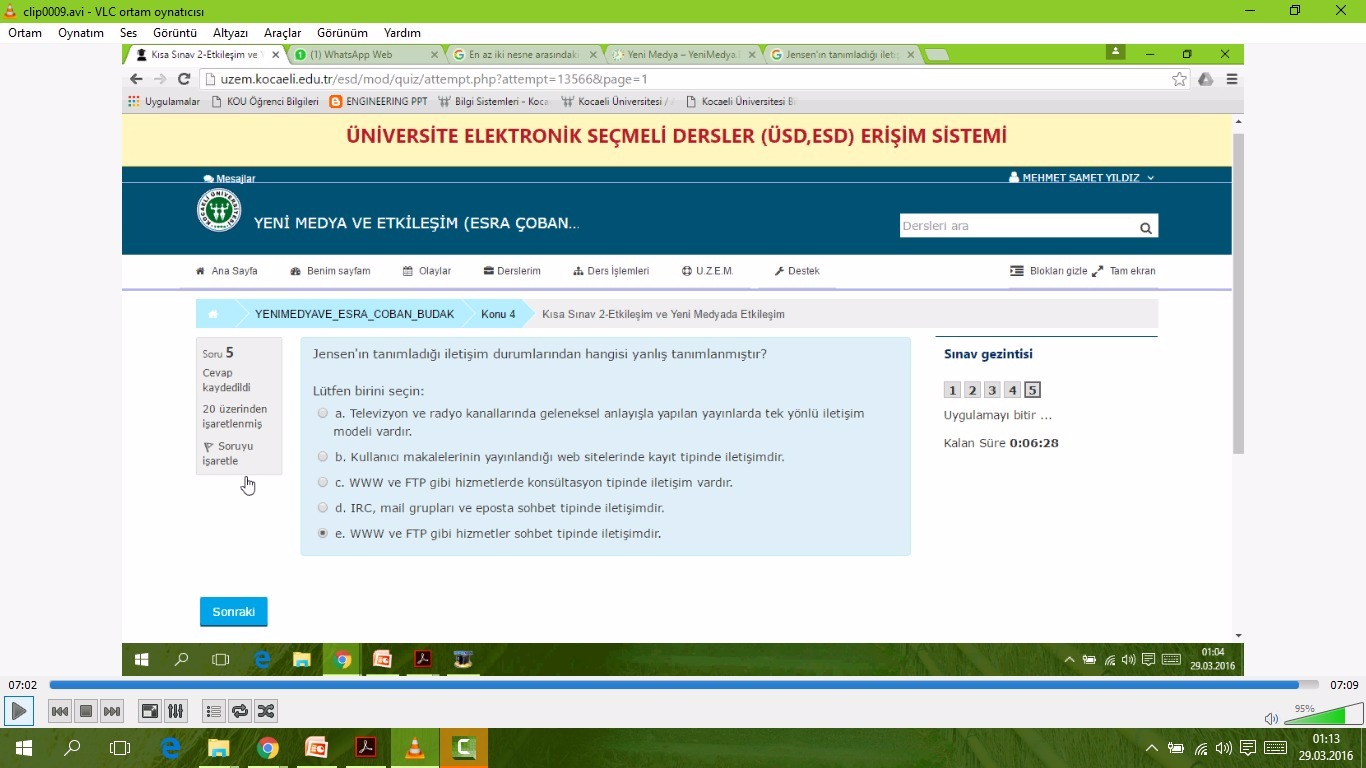 clip0009.avi - VLC ortam oynatıcısı
Ortam Oynatım Ses Görüntü Altyazı Araçlar Görünüm Yardım
Kısa Sınav 2-Etkileşim ve (1) WhatsApp Web En az iki nesne arasındaki Yeni Medya – YeniMedya. Jensen'ın tanımladığı ileti
uzem.kocaeli.edu.tr/esd/mod/quiz/attempt.php?attempt=13566&page=1
Uygulamalar KOU Öğrenci Bilgileri ENGINEERING PPT Bilgi Sistemleri - Koca Kocaeli Üniversitesi / Kocaeli Üniversitesi B
ÜNİVERSİTE ELEKTRONİK SEÇMELİ DERSLER (ÜSD,ESD) ERİŞİM SİSTEMİ
Mesajlar MEHMET SAMET YILDIZ
YENİ MEDYA VE ETKİLEŞİM (ESRA ÇOBAN...
Dersleri ara
Ana Sayfa Benim sayfam Olaylar Derslerim Ders İşlemleri U.Z.E.M. Destek Blokları gizle Tam ekran
YENIMEDYAVE_ESRA_COBAN_BUDAK Konu 4 Kısa Sınav 2-Etkileşim ve Yeni Medyada Etkileşim
Soru 5
Cevap
kaydedildi
20 üzerinden
işaretlenmiş
Soruyu
işaretle
Jensen'ın tanımladığı iletişim durumlarından hangisi yanlış tanımlanmıştır?
Lütfen birini seçin:
a. Televizyon ve radyo kanallarında geleneksel anlayışla yapılan yayınlarda tek yönlü iletişim
modeli vardır.
b. Kullanıcı makalelerinin yayınlandığı web sitelerinde kayıt tipinde iletişimdir.
c. WWW ve FTP gibi hizmetlerde konsültasyon tipinde iletişim vardır.
d. IRC, mail grupları ve eposta sohbet tipinde iletişimdir.
e. WWW ve FTP gibi hizmetler sohbet tipinde iletişimdir.
Sınav gezintisi
1 2 3 4 5
Uygulamayı bitir ...
Kalan Süre 0:06:28
Sonraki
01:04
29.03.2016
07:02 07:09
95%
01:13
29.03.2016